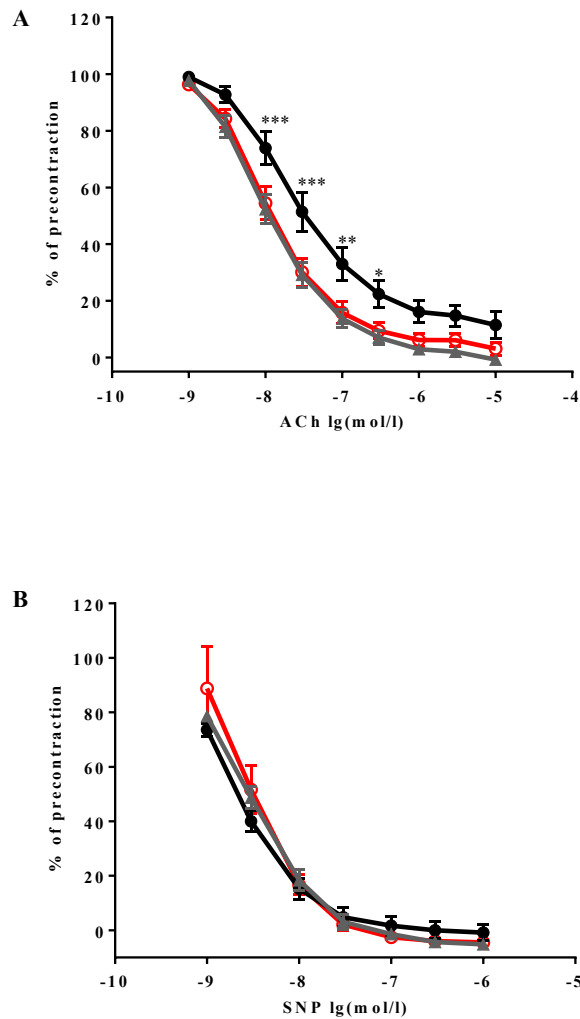 A
% of precontraction
120
100
80
60
40
20
0
***
***
**
*
-10 -9 -8 -7 -6 -5 -4
ACh lg(mol/l)
B
% of precontraction
120
100
80
60
40
20
0
-10 -9 -8 -7 -6 -5
SNP lg(mol/l)